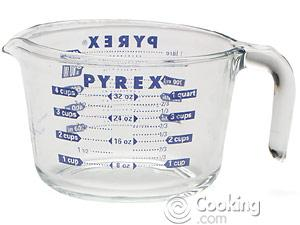 PYREX
PYREX
4 cups 32 oz 1 quart
3 cups 24 oz 3 cups
2 cups 16 oz 2 cups
1 cup 8 oz 1 cup
Cooking
.com